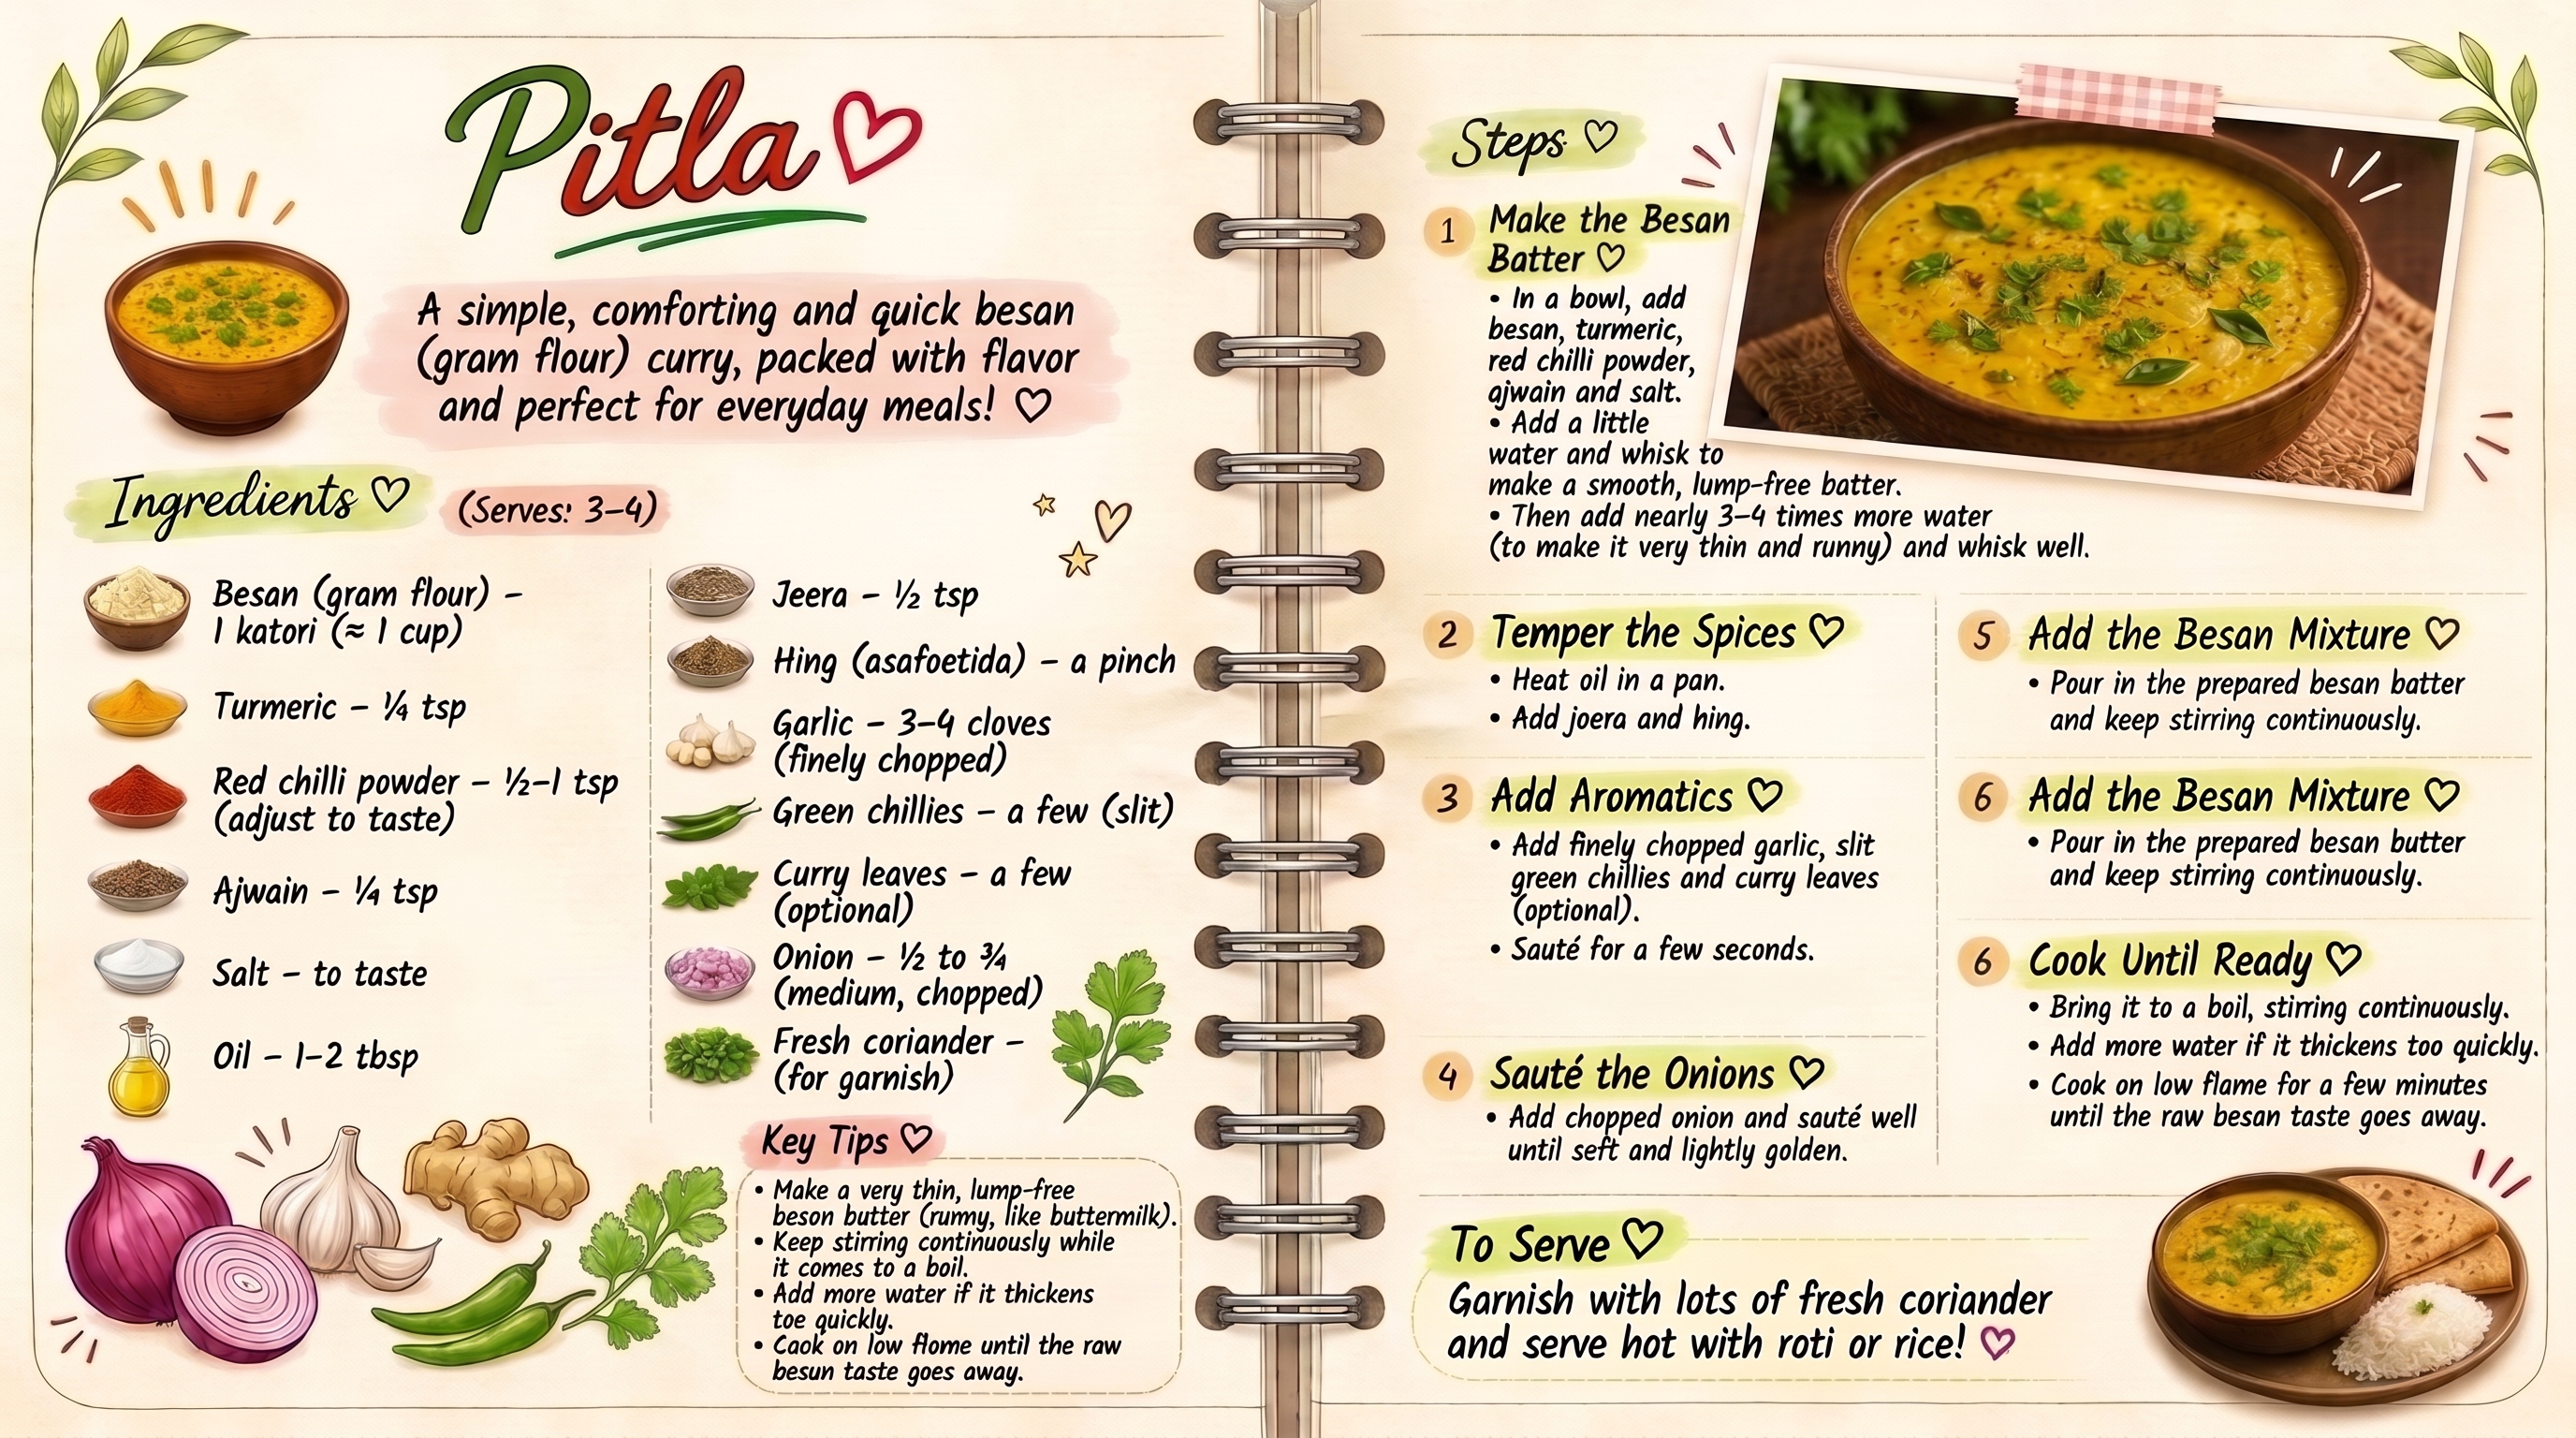 Pitla
A simple, comforting and quick besan
(gram flour) curry, packed with flavor
and perfect for everyday meals!
Ingredients
(Serves: 3–4)
Besan (gram flour) –
1 katori (≈ 1 cup)
Turmeric – ¼ tsp
Red chilli powder – ½–1 tsp
(adjust to taste)
Ajwain – ¼ tsp
Salt – to taste
Oil – 1–2 tbsp
Jeera – ½ tsp
Hing (asafoetida) – a pinch
Garlic – 3–4 cloves
(finely chopped)
Green chillies – a few (slit)
Curry leaves – a few
(optional)
Onion – ½ to ¾
(medium, chopped)
Fresh coriander –
(for garnish)
Key Tips
• Make a very thin, lump-free
beson butter (rumy, like buttermilk).
• Keep stirring continuously while
it comes to a boil.
• Add more water if it thickens
toe quickly.
• Caok on low flome until the raw
besun taste goes away.
Steps
1 Make the Besan
Batter
• In a bowl, add
besan, turmeric,
red chilli powder,
ajwain and salt.
• Add a little
water and whisk to
make a smooth, lump-free batter.
• Then add nearly 3–4 times more water
(to make it very thin and runny) and whisk well.
2 Temper the Spices
• Heat oil in a pan.
• Add joera and hing.
3 Add Aromatics
• Add finely chopped garlic, slit
green chillies and curry leaves
(optional).
• Sauté for a few seconds.
4 Sauté the Onions
• Add chopped onion and sauté well
until seft and lightly golden.
5 Add the Besan Mixture
• Pour in the prepared besan batter
and keep stirring continuously.
6 Add the Besan Mixture
• Pour in the prepared besan butter
and keep stirring continuously.
6 Cook Until Ready
• Bring it to a boil, stirring continuously.
• Add more water if it thickens too quickly.
• Cook on low flame for a few minutes
until the raw besan taste goes away.
To Serve
Garnish with lots of fresh coriander
and serve hot with roti or rice!